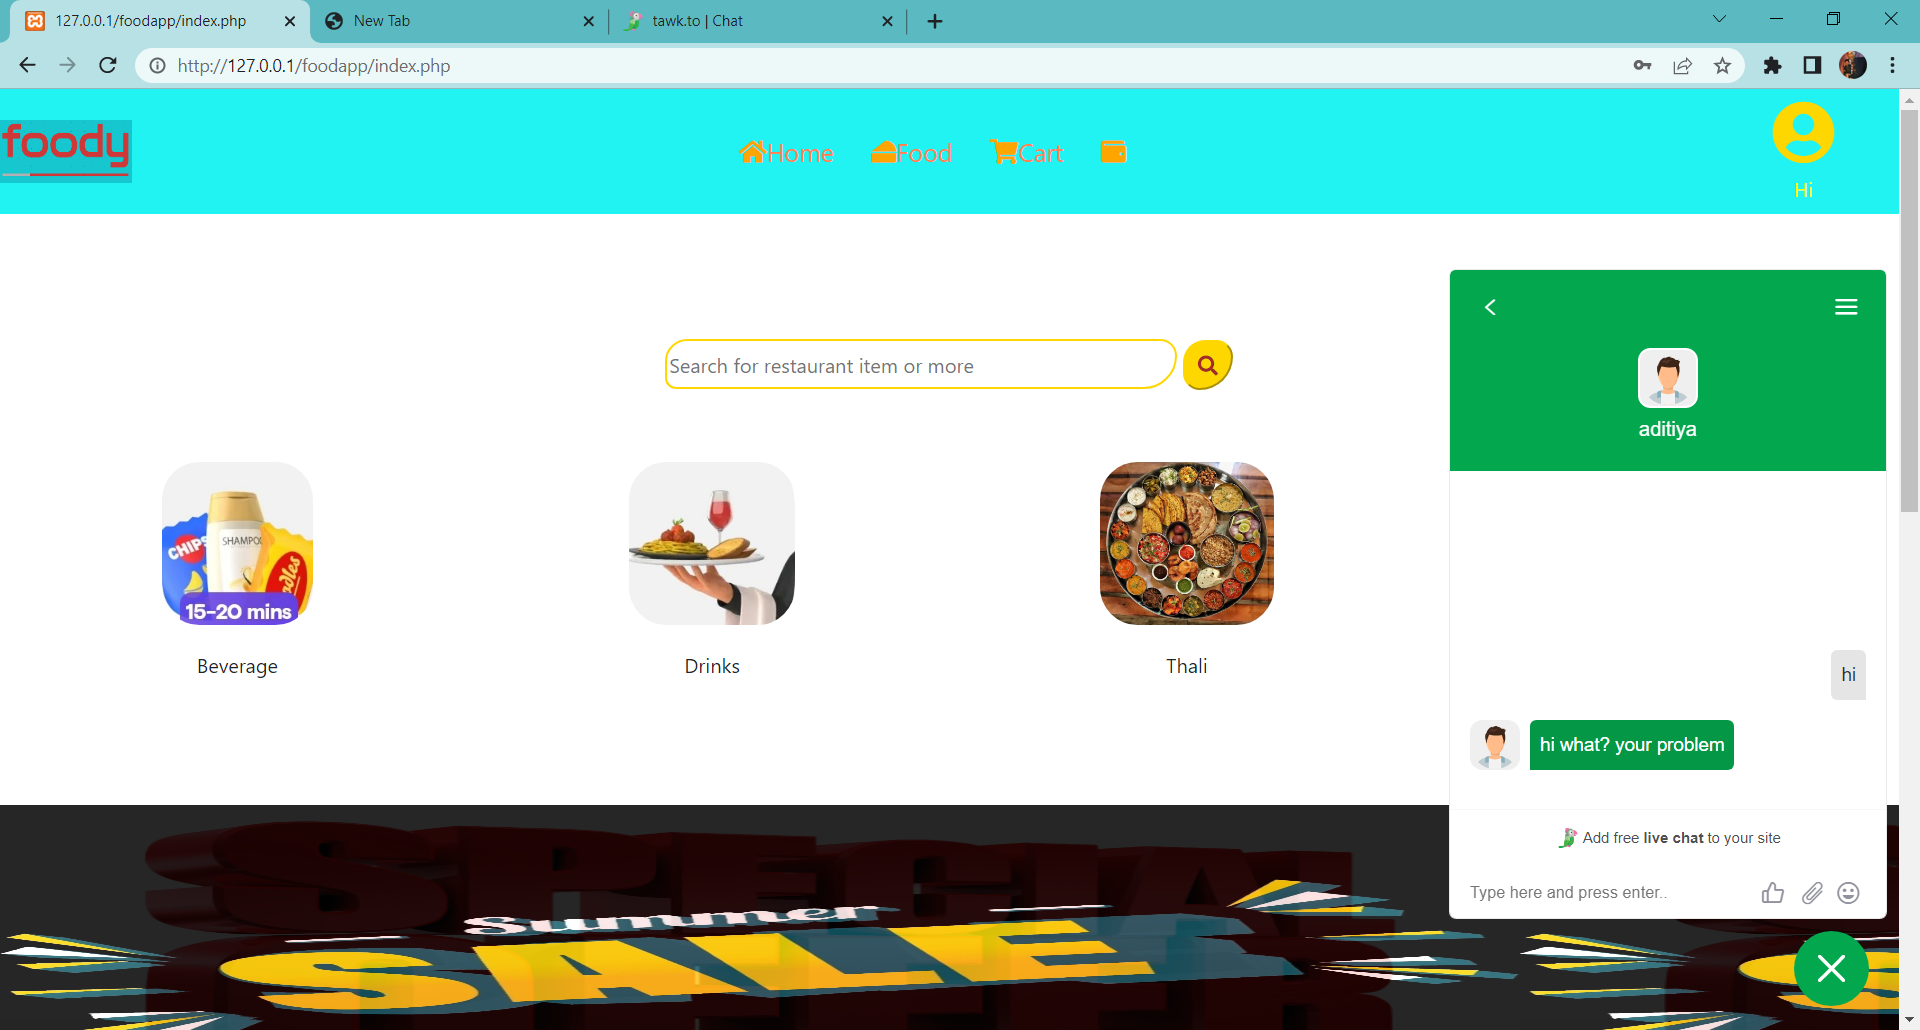 127.0.0.1/foodapp/index.php
New Tab
tawk.to | Chat
http://127.0.0.1/foodapp/index.php
foody
Home
Food
Cart
Hi
Search for restaurant item or more
CHIPS
SHAMPOO
15-20 mins
Beverage
Drinks
Thali
aditiya
hi
hi what? your problem
Add free live chat to your site
Type here and press enter..
SPECIAL
Summer
SALE